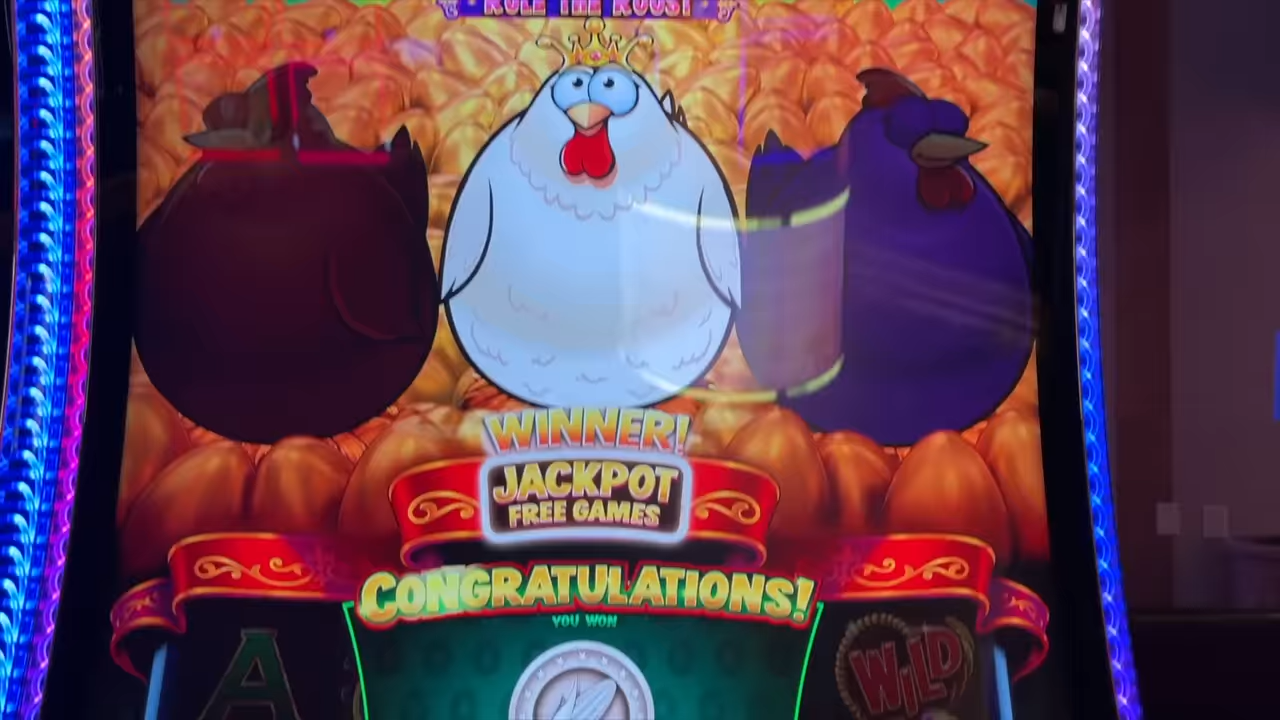 RULE THE ROOST
WINNER!
JACKPOT
FREE GAMES
CONGRATULATIONS!
YOU WON
A
WILD